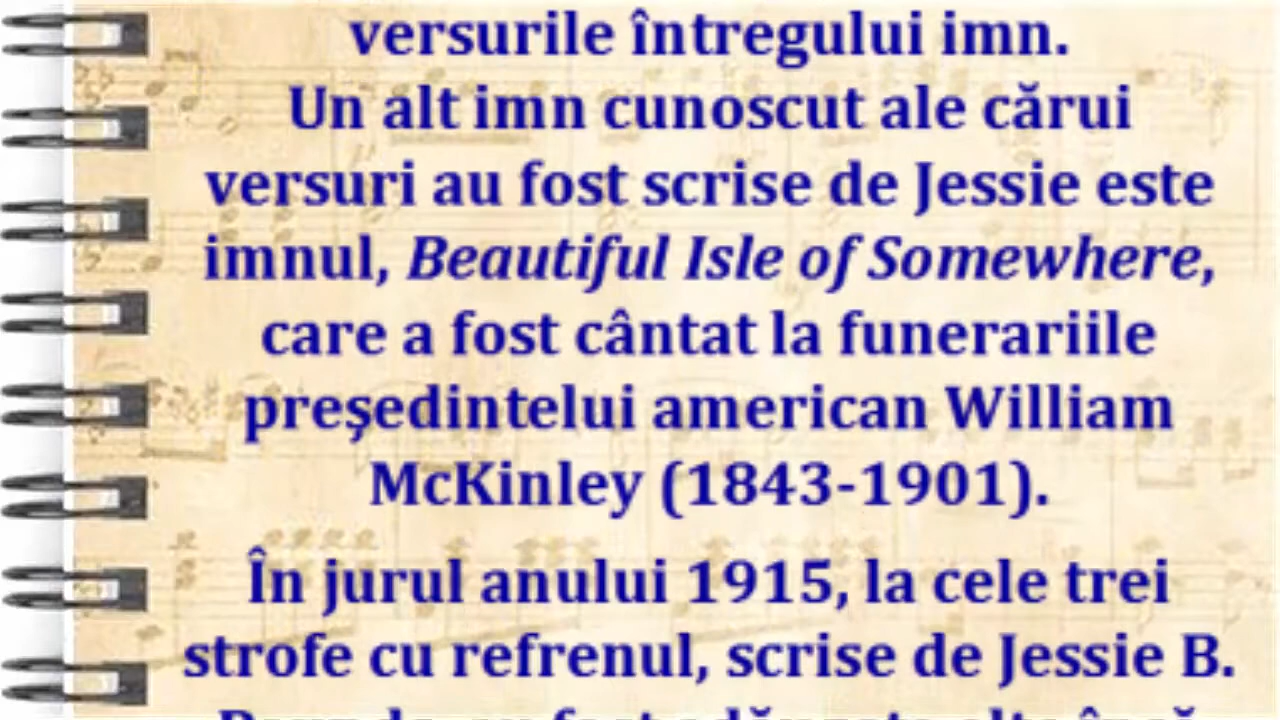 versurile întregului imn.
Un alt imn cunoscut ale cărui
versuri au fost scrise de Jessie este
imnul, Beautiful Isle of Somewhere,
care a fost cântat la funerariile
preşedintelui american William
McKinley (1843-1901).
În jurul anului 1915, la cele trei
strofe cu refrenul, scrise de Jessie B.